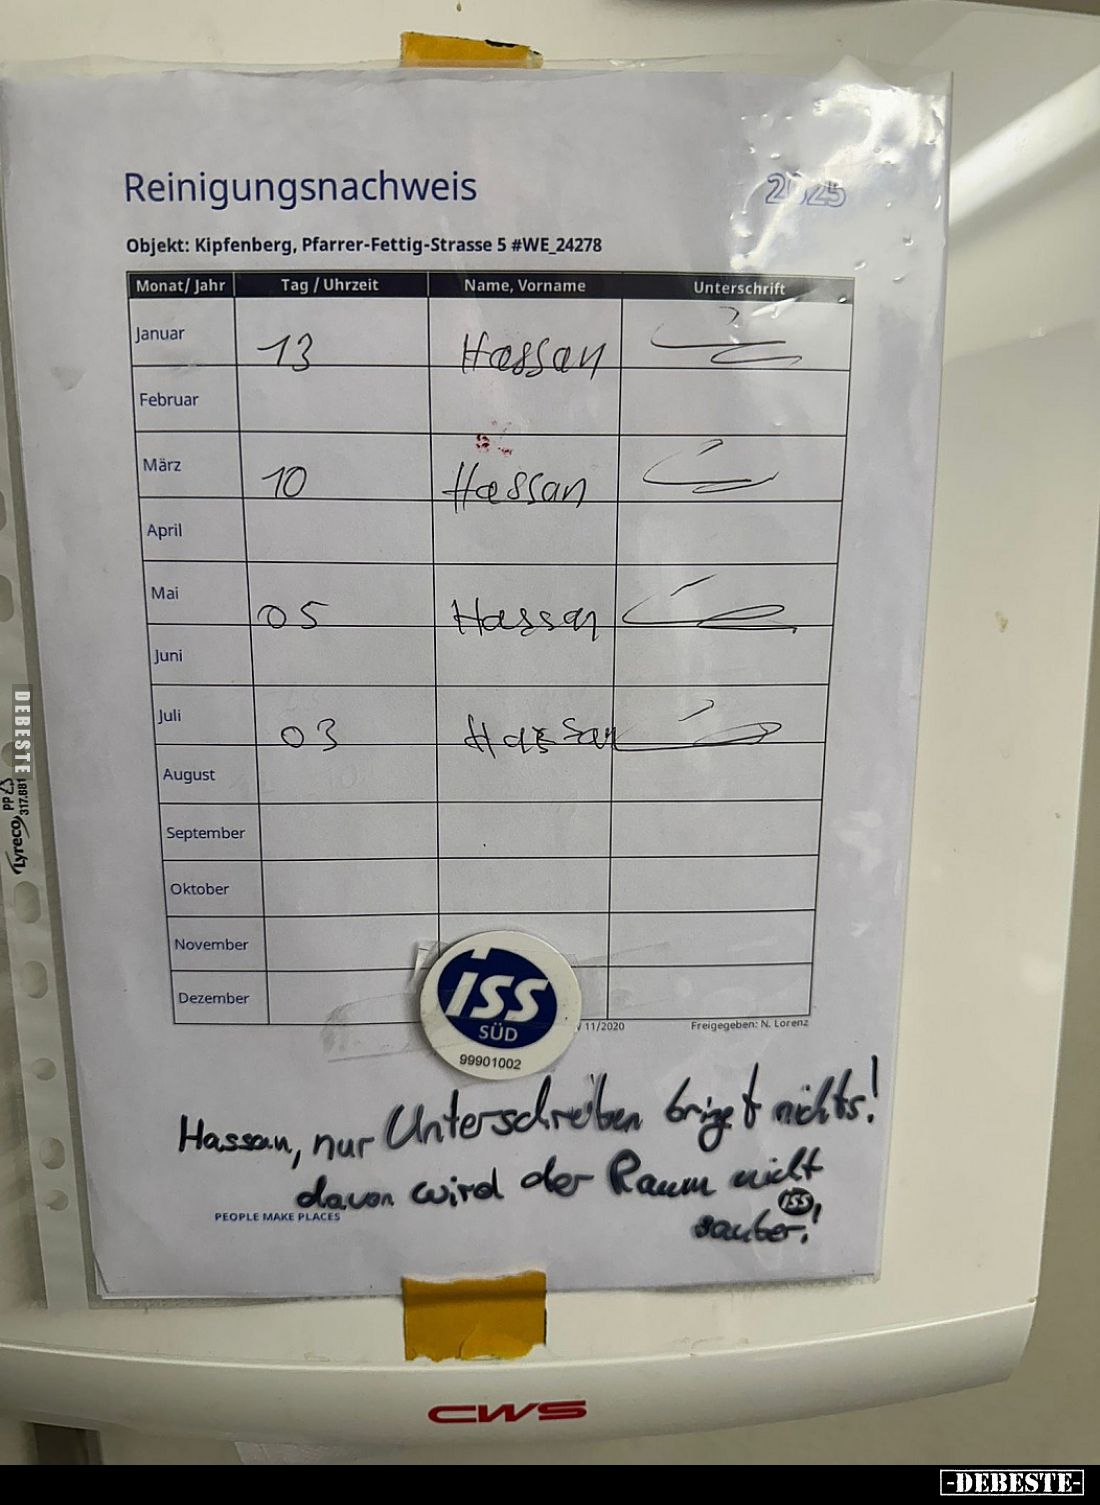 Reinigungsnachweis
2025
Objekt: Kipfenberg, Pfarrer-Fettig-Strasse 5 #WE_24278
Monat/ Jahr Tag / Uhrzeit Name, Vorname Unterschrift
Januar 13 Hassan
Februar
März 10 Hassan
April
Mai 05 Hassan
Juni
Juli 03 Hassan
August
September
Oktober
November
Dezember
ISS
SÜD
99901002
11/2020 Freigegeben: N. Lorenz
Hassan, nur Unterschreiben bringt nichts!
davon wird der Raum nicht
sauber!
ISS
PEOPLE MAKE PLACES
CWS
DEBESTE
Lyreco PP
317.881
-DEBESTE-